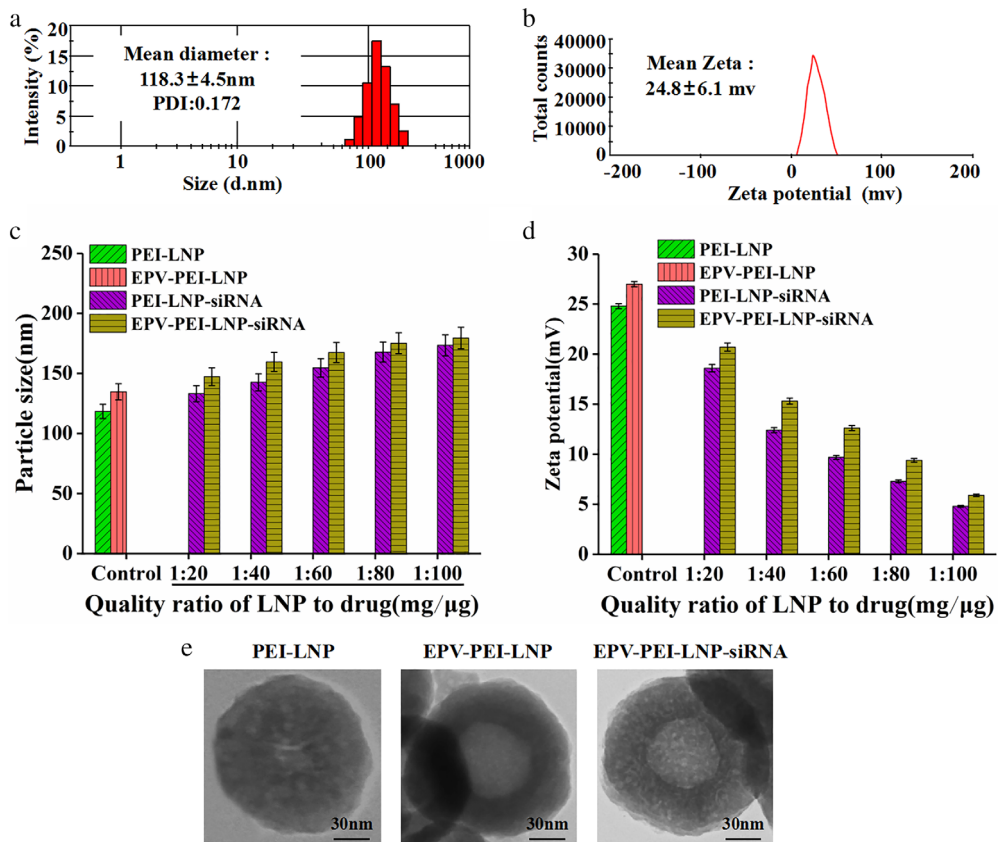 a
Intensity (%)
20
15
10
5
0
Mean diameter :
118.3±4.5nm
PDI:0.172
1 10 100 1000
Size (d.nm)
b
Total counts
40000
30000
20000
10000
0
Mean Zeta :
24.8±6.1 mv
-200 -100 0 100 200
Zeta potential (mv)
c
Particle size(nm)
250
200
150
100
50
0
PEI-LNP
EPV-PEI-LNP
PEI-LNP-siRNA
EPV-PEI-LNP-siRNA
Control 1:20 1:40 1:60 1:80 1:100
Quality ratio of LNP to drug(mg/μg)
d
Zeta potential(mV)
30
25
20
15
10
5
0
PEI-LNP
EPV-PEI-LNP
PEI-LNP-siRNA
EPV-PEI-LNP-siRNA
Control 1:20 1:40 1:60 1:80 1:100
Quality ratio of LNP to drug(mg/μg)
e
PEI-LNP EPV-PEI-LNP EPV-PEI-LNP-siRNA
30nm 30nm 30nm